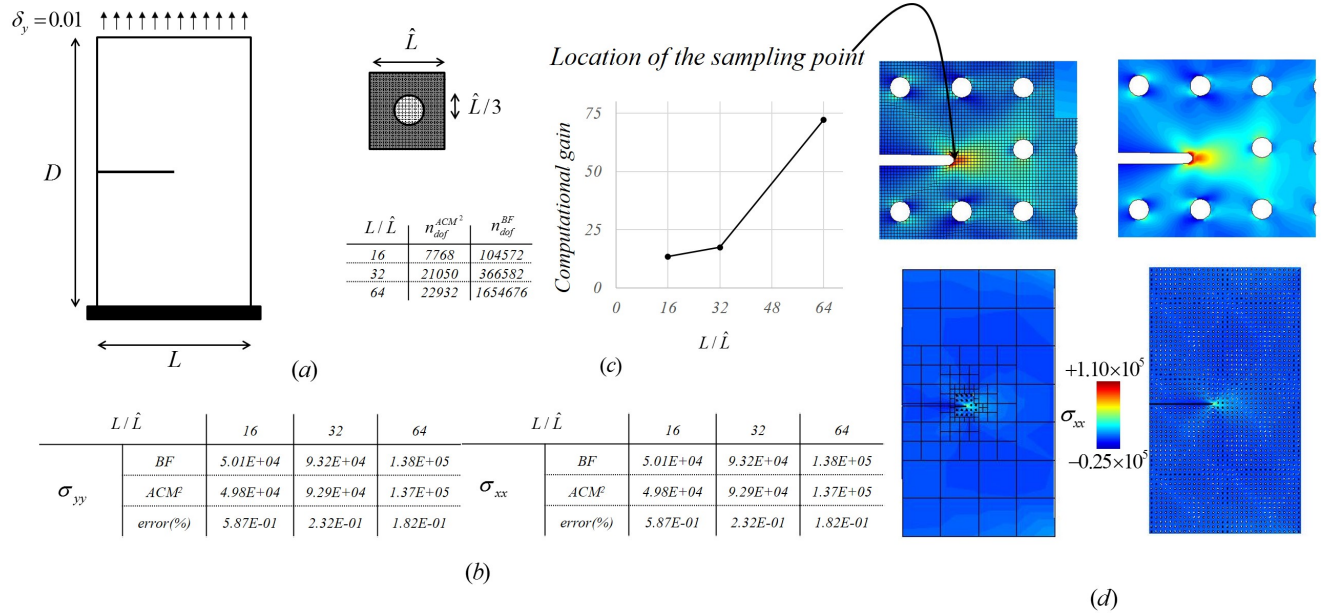 δ_y = 0.01
D
L
(a)
L̂
L̂/3
L / L̂ n_dof^ACM² n_dof^BF
16 7768 104572
32 21050 366582
64 22932 1654676
Location of the sampling point
Computational gain
75
50
25
0
0 16 32 48 64
L / L̂
(c)
L / L̂ 16 32 64
σ_yy
BF 5.01E+04 9.32E+04 1.38E+05
ACM² 4.98E+04 9.29E+04 1.37E+05
error(%) 5.87E-01 2.32E-01 1.82E-01
L / L̂ 16 32 64
σ_xx
BF 5.01E+04 9.32E+04 1.38E+05
ACM² 4.98E+04 9.29E+04 1.37E+05
error(%) 5.87E-01 2.32E-01 1.82E-01
(b)
+1.10×10⁵
σ_xx
−0.25×10⁵
(d)